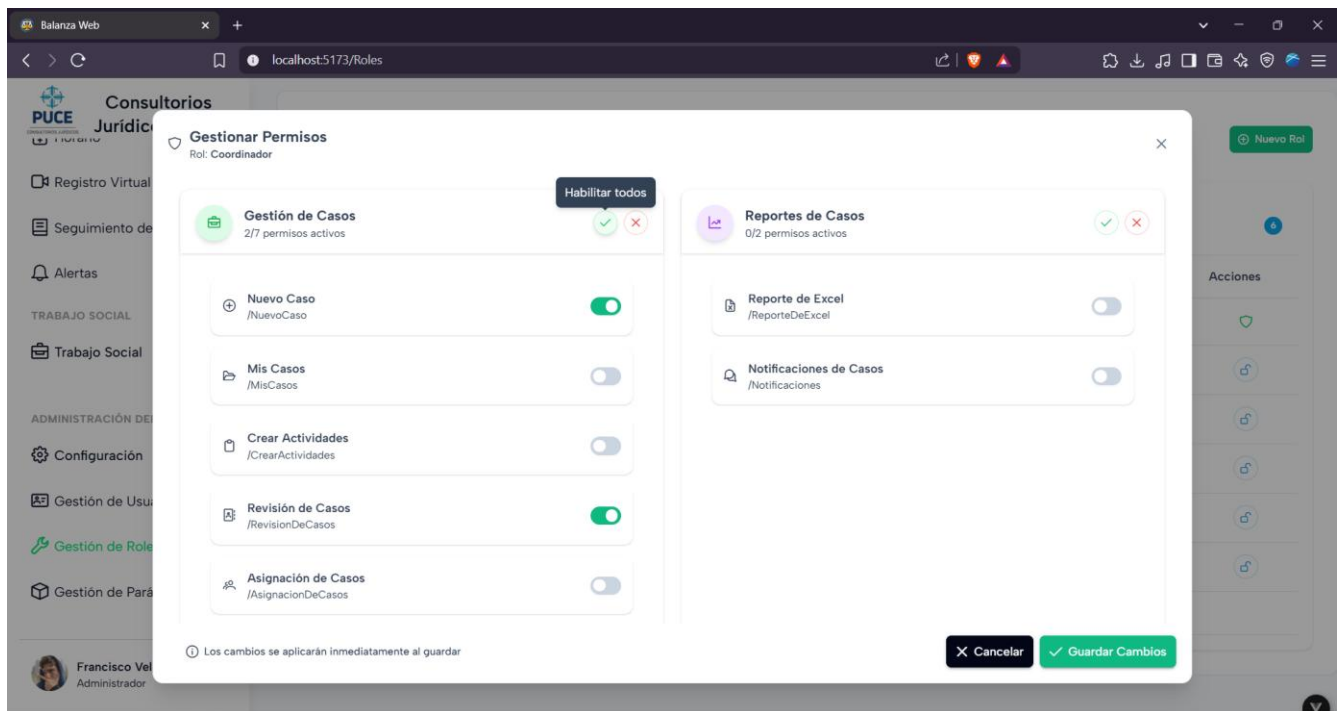 Balanza Web
localhost:5173/Roles
PUCE
Consultorios
Jurídic
Horario
Registro Virtual
Seguimiento de
Alertas
TRABAJO SOCIAL
Trabajo Social
ADMINISTRACIÓN DE
Configuración
Gestión de Usu
Gestión de Role
Gestión de Pará
Francisco Vel
Administrador
Nuevo Rol
6
Acciones
Gestionar Permisos
Rol: Coordinador
Habilitar todos
Gestión de Casos
2/7 permisos activos
Nuevo Caso
/NuevoCaso
Mis Casos
/MisCasos
Crear Actividades
/CrearActividades
Revisión de Casos
/RevisionDeCasos
Asignación de Casos
/AsignacionDeCasos
Reportes de Casos
0/2 permisos activos
Reporte de Excel
/ReporteDeExcel
Notificaciones de Casos
/Notificaciones
Los cambios se aplicarán inmediatamente al guardar
Cancelar
Guardar Cambios